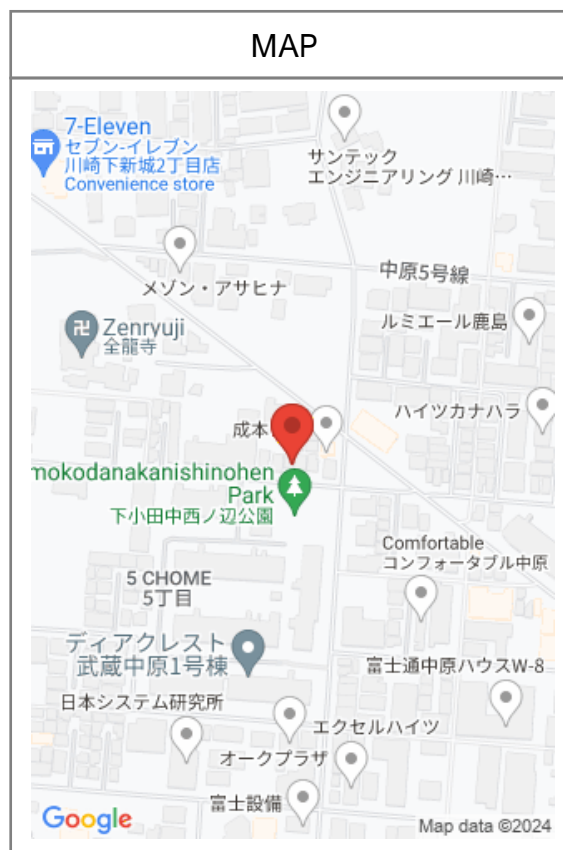 MAP
7-Eleven
セブン-イレブン
川崎下新城2丁目店
Convenience store
サンテック
エンジニアリング 川崎…
中原5号線
メゾン・アサヒナ
ルミエール鹿島
Zenryuji
全龍寺
ハイツカナハラ
成本
mokodanakanishinohen
Park
下小田中西ノ辺公園
Comfortable
コンフォータブル中原
5 CHOME
5丁目
ディアクレスト
武蔵中原1号棟
富士通中原ハウスW-8
日本システム研究所
エクセルハイツ
オークプラザ
富士設備
Google
Map data ©2024